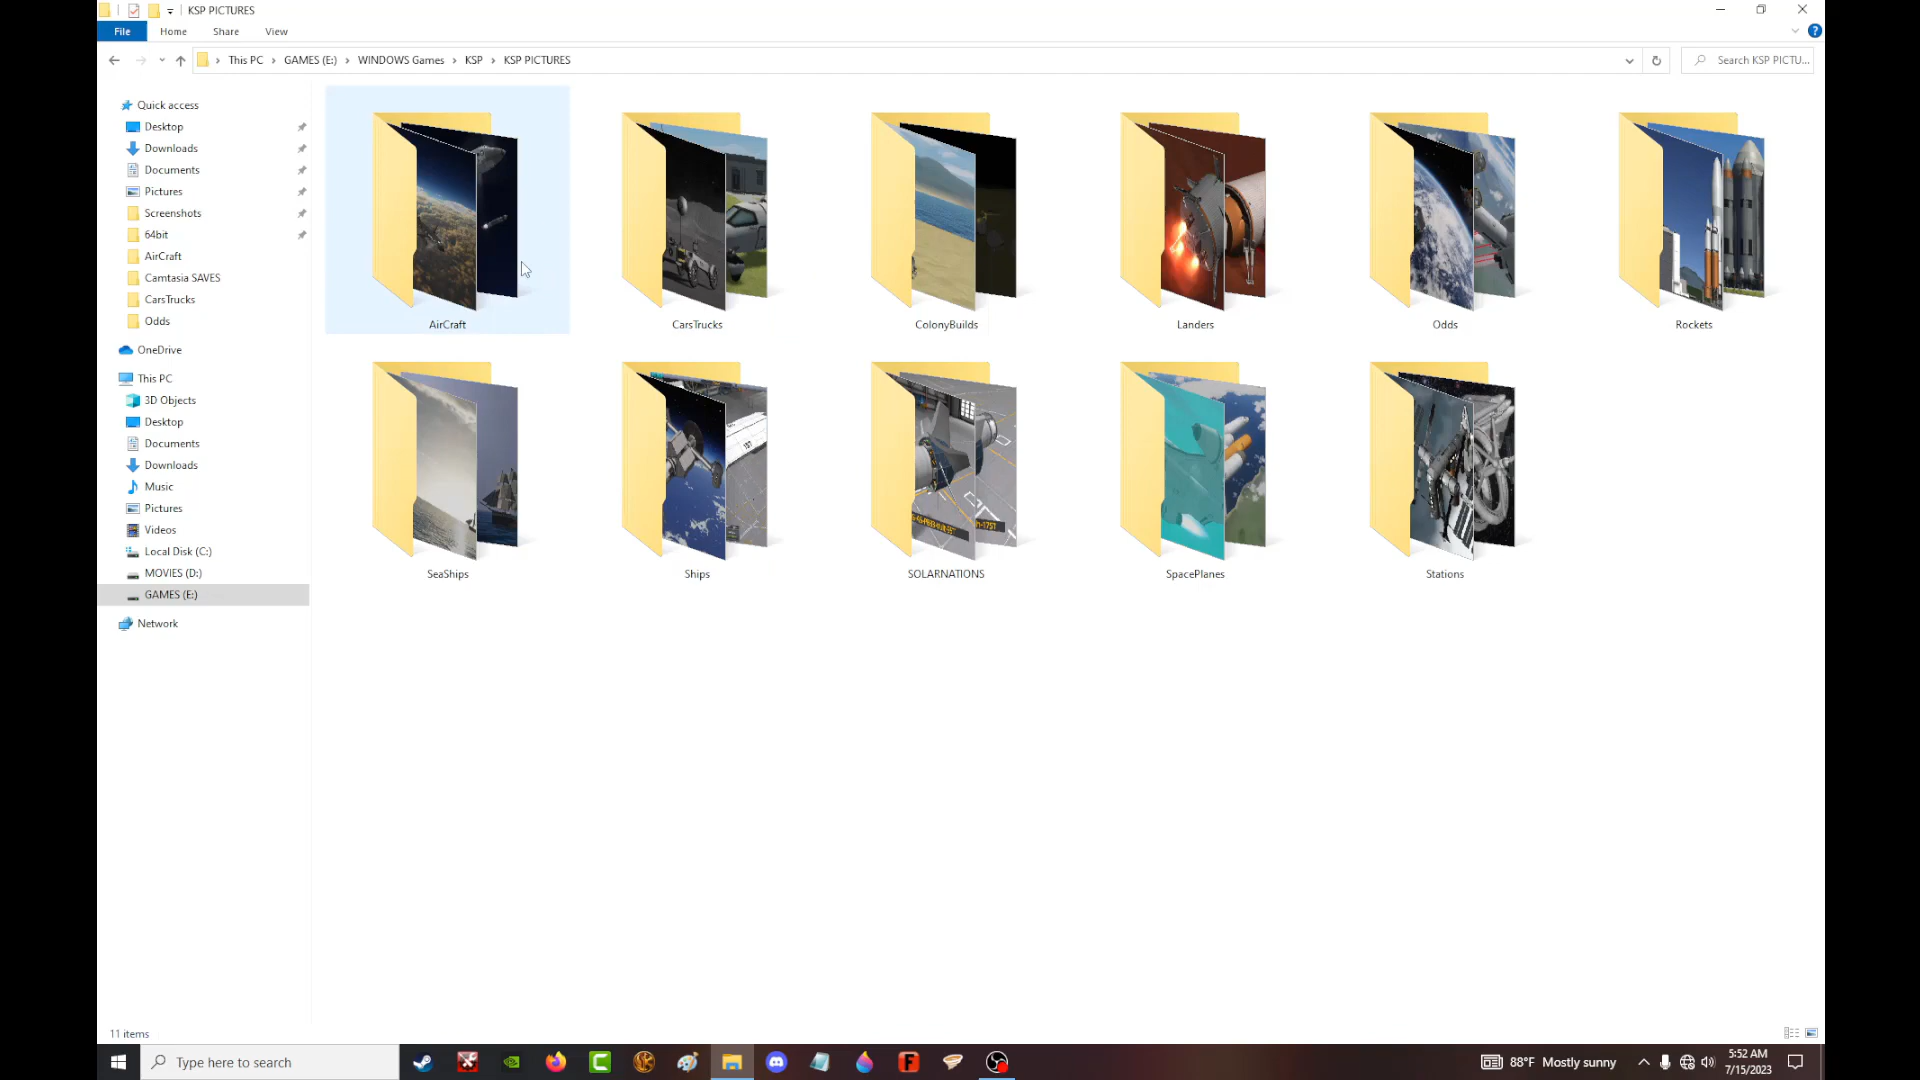 KSP PICTURES
File Home Share View
This PC GAMES (E:) WINDOWS Games KSP KSP PICTURES
Search KSP PICTU...
Quick access
Desktop
Downloads
Documents
Pictures
Screenshots
64bit
AirCraft
Camtasia SAVES
CarsTrucks
Odds
OneDrive
This PC
3D Objects
Desktop
Documents
Downloads
Music
Pictures
Videos
Local Disk (C:)
MOVIES (D:)
GAMES (E:)
Network
AirCraft CarsTrucks ColonyBuilds Landers Odds Rockets
SeaShips Ships SOLARNATIONS SpacePlanes Stations
11 items
Type here to search
88°F Mostly sunny
5:52 AM
7/15/2023